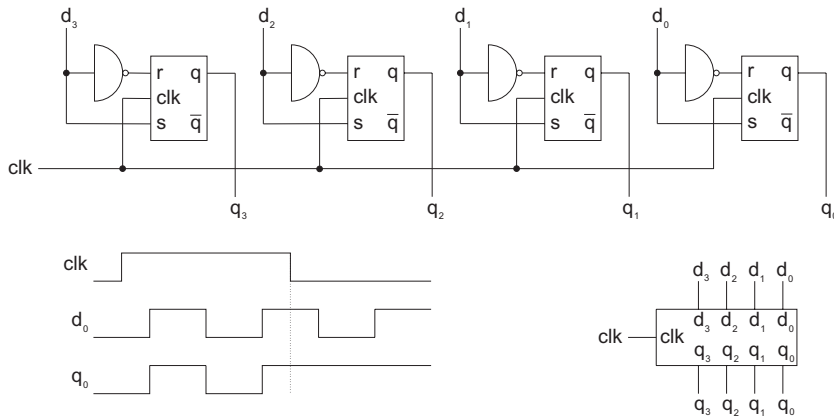 d₃ d₂ d₁ d₀
r q r q r q r q
clk clk clk clk
s q̅ s q̅ s q̅ s q̅
clk
q₃ q₂ q₁ q₀
clk
d₀
q₀
d₃ d₂ d₁ d₀
d₃ d₂ d₁ d₀
clk clk
q₃ q₂ q₁ q₀
q₃ q₂ q₁ q₀